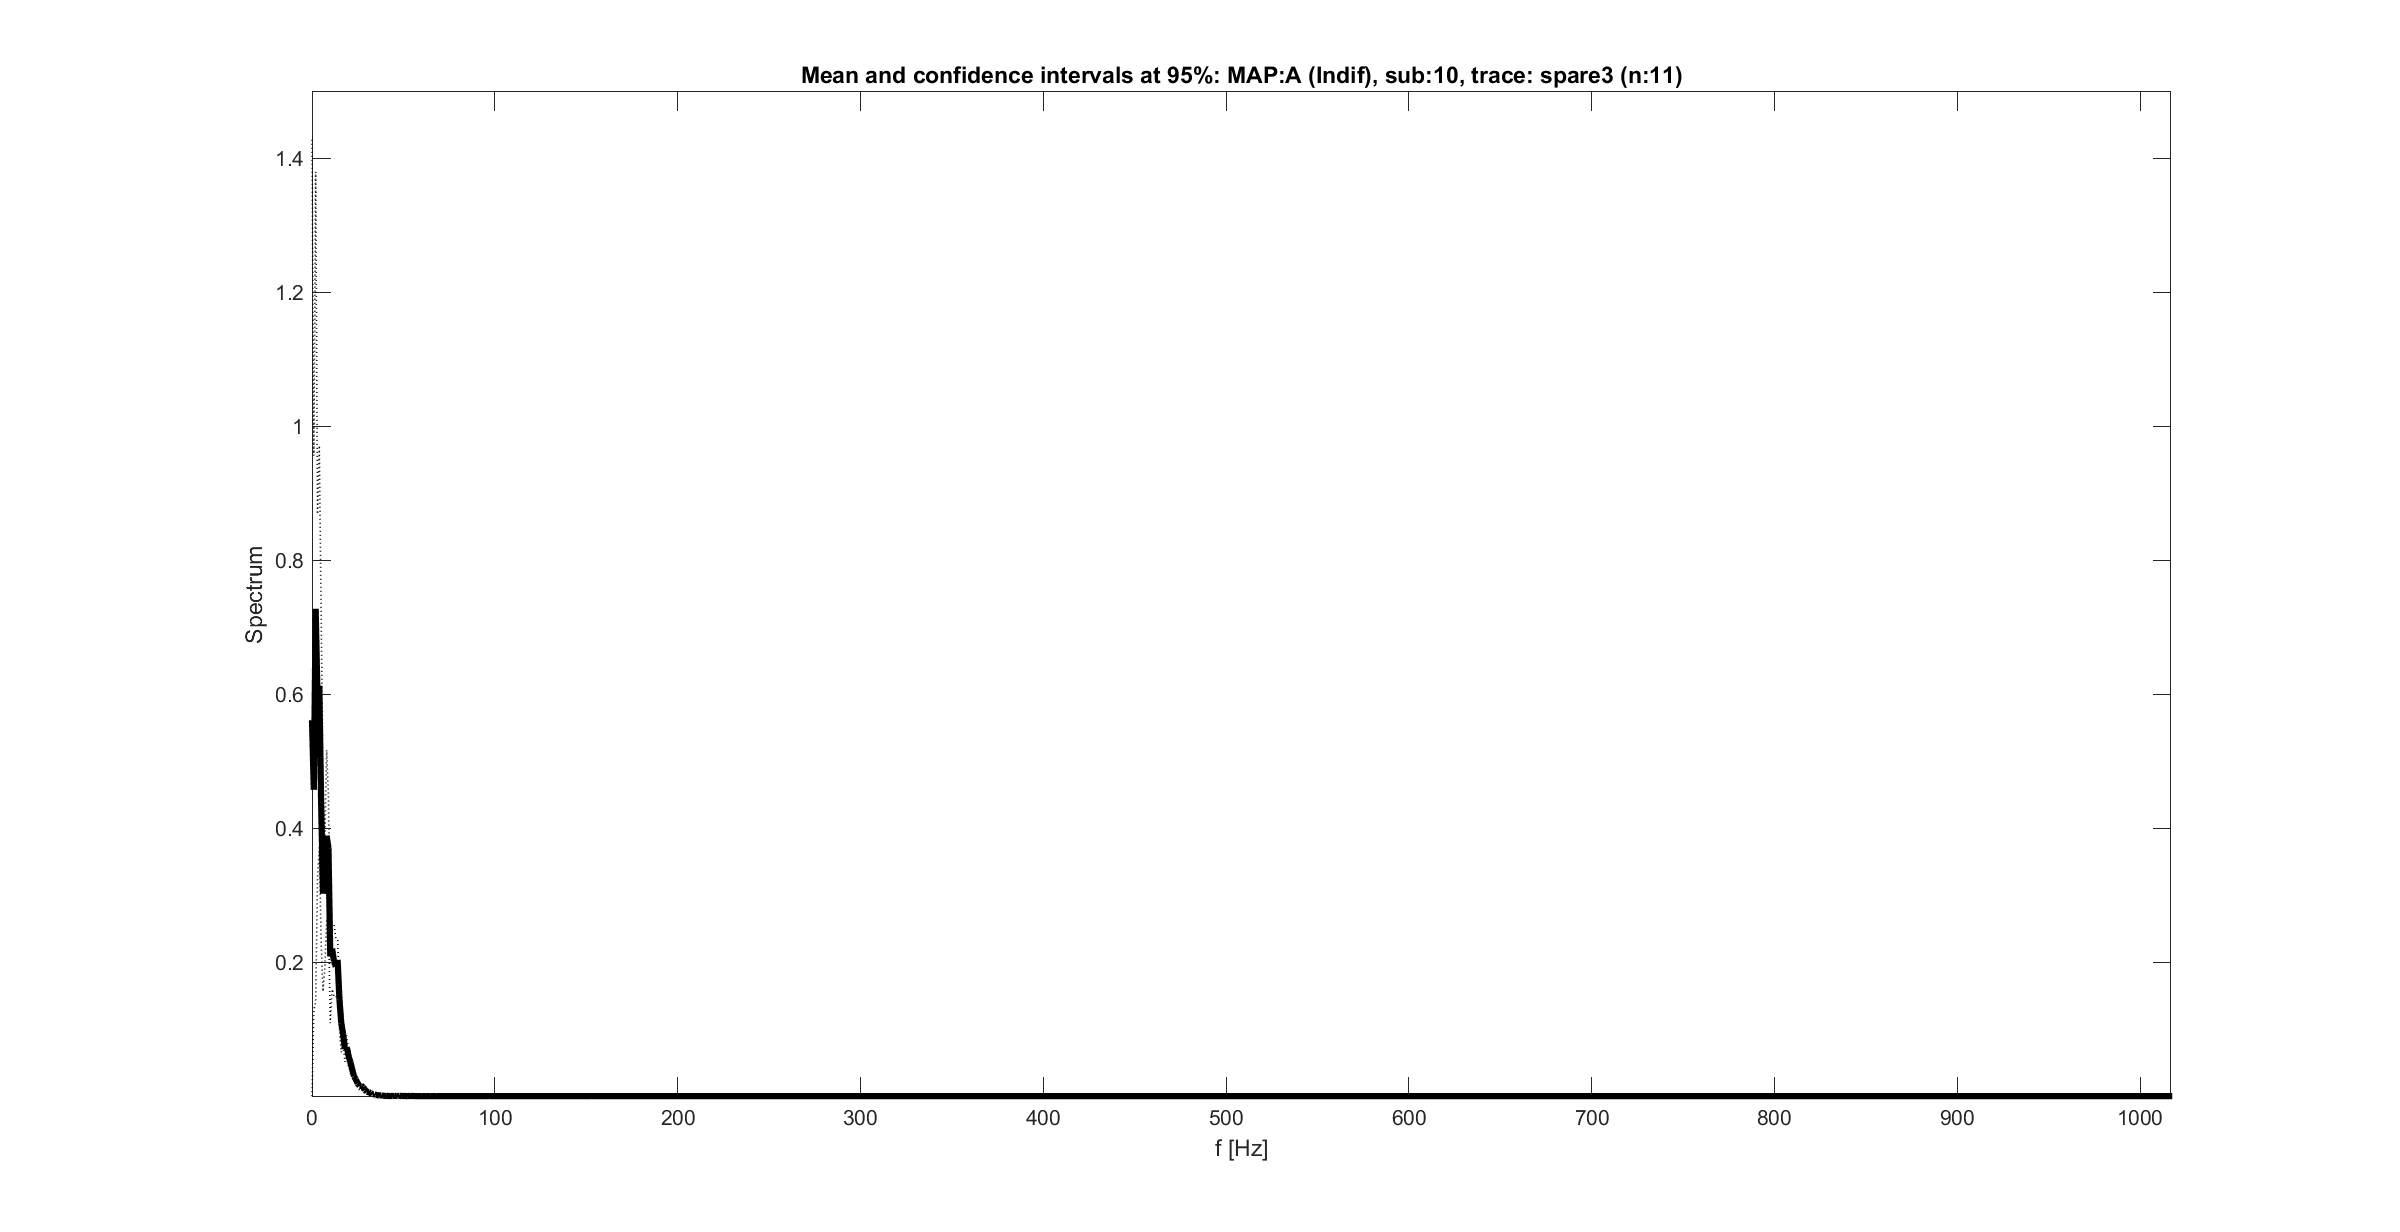 Mean and confidence intervals at 95%: MAP:A (Indif), sub:10, trace: spare3 (n:11)
1.4
1.2
1
0.8
0.6
0.4
0.2
Spectrum
0 100 200 300 400 500 600 700 800 900 1000
f [Hz]